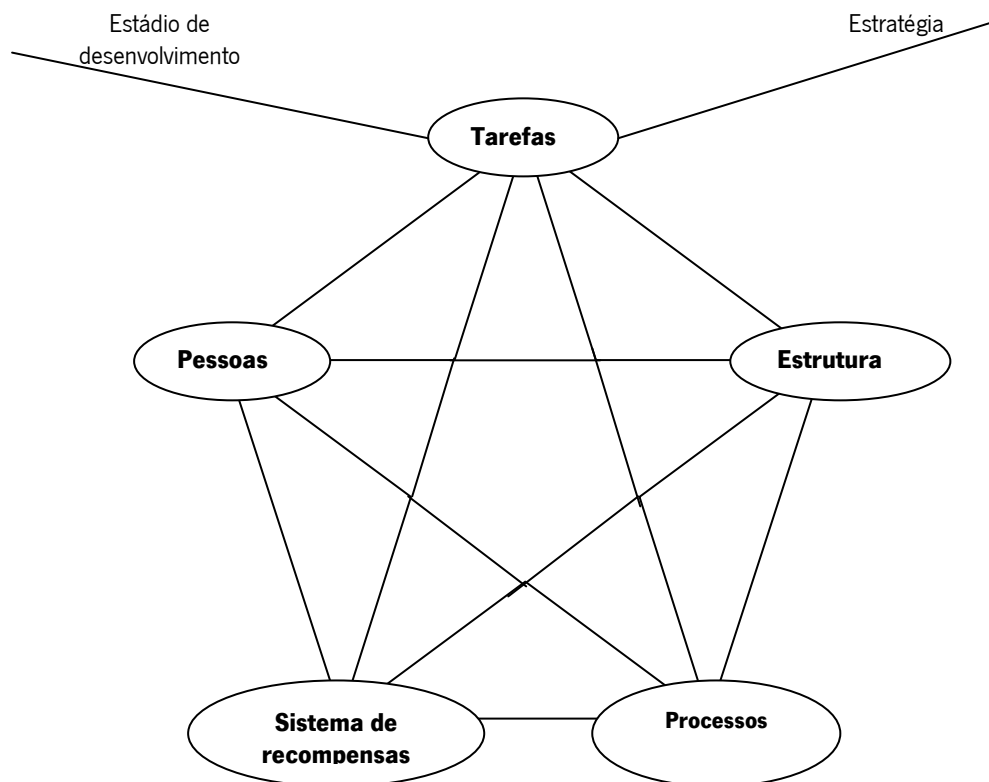 Estádio de
desenvolvimento
Estratégia
Tarefas
Pessoas
Estrutura
Sistema de
recompensas
Processos